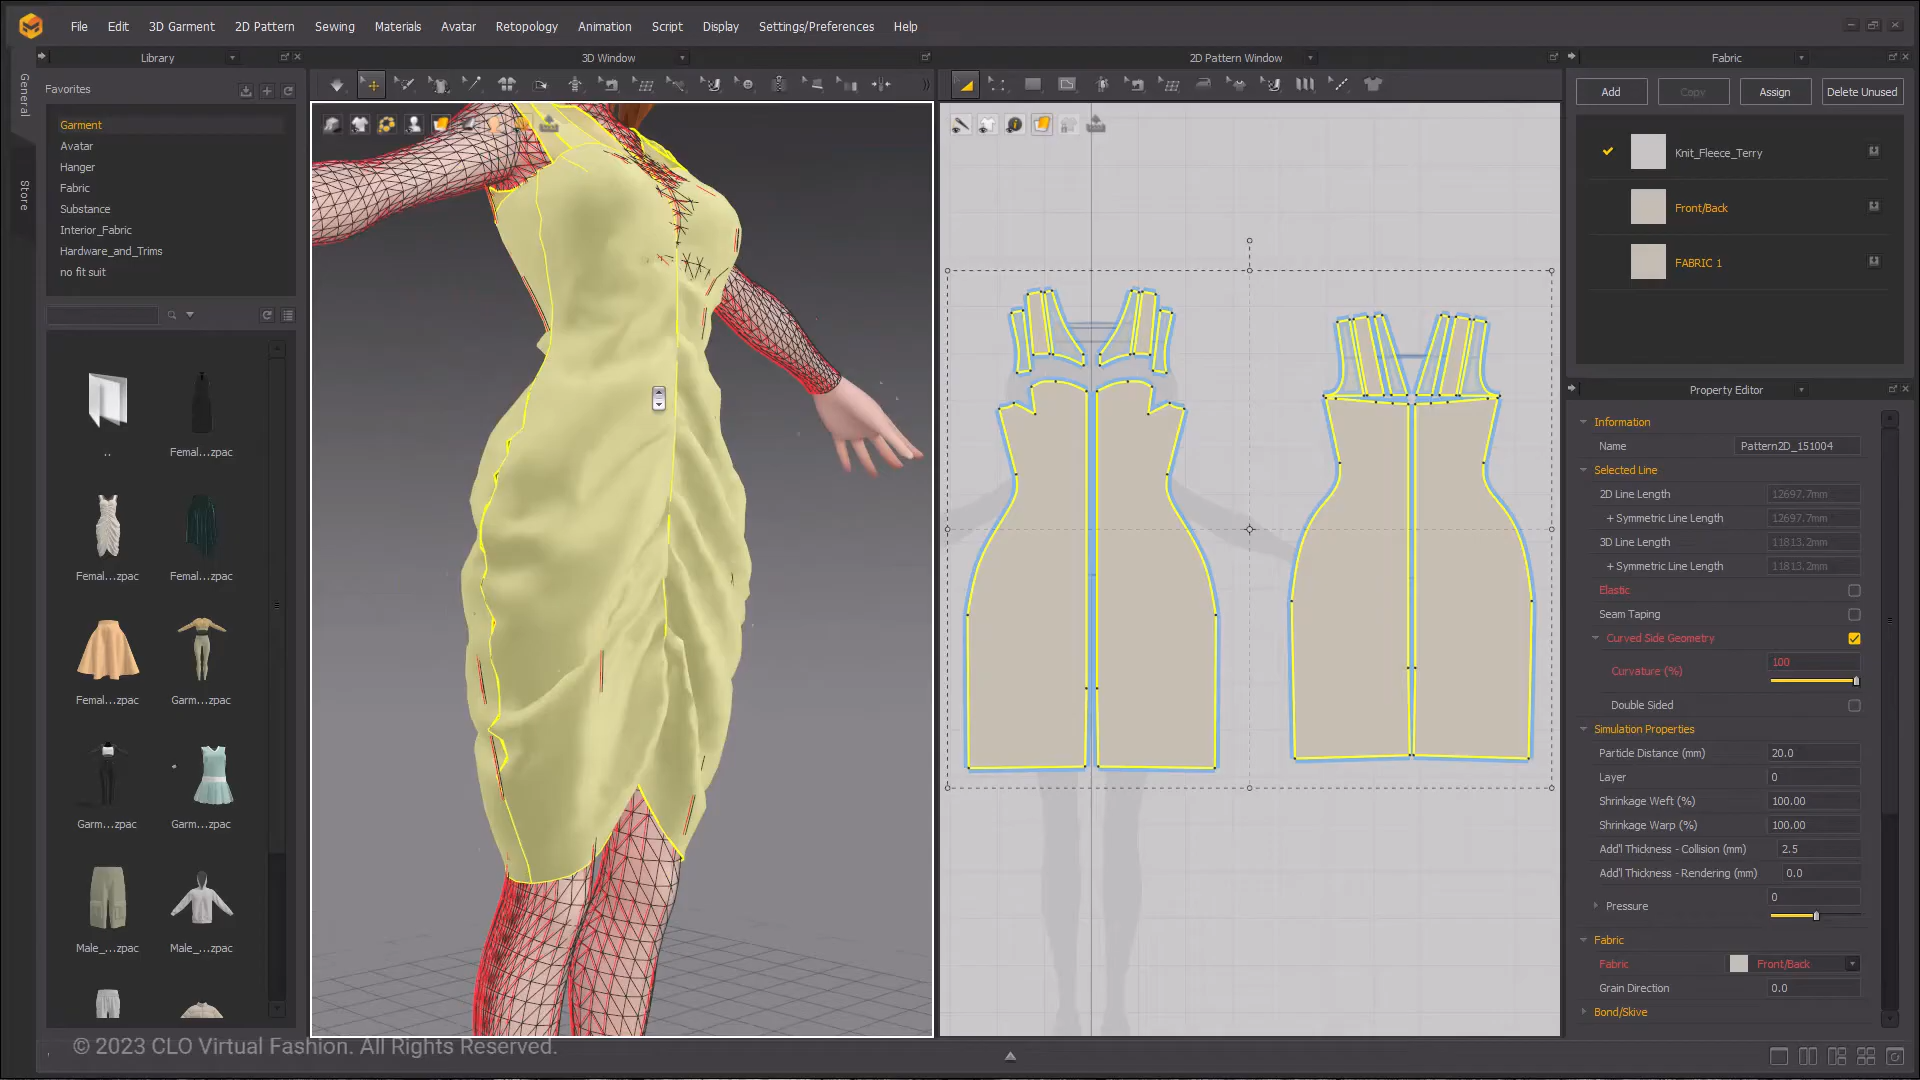 File Edit 3D Garment 2D Pattern Sewing Materials Avatar Retopology Animation Script Display Settings/Preferences Help
Library
3D Window
2D Pattern Window
Fabric
General
Store
Favorites
Garment
Avatar
Hanger
Fabric
Substance
Interior_Fabric
Hardware_and_Trims
no fit suit
..
Femal...zpac
Femal...zpac
Femal...zpac
Femal...zpac
Garm...zpac
Garm...zpac
Garm...zpac
Male_...zpac
Male_...zpac
Add Copy Assign Delete Unused
Knit_Fleece_Terry
Front/Back
FABRIC 1
Property Editor
Information
Name Pattern2D_151004
Selected Line
2D Line Length 12697.7mm
+ Symmetric Line Length 12697.7mm
3D Line Length 11813.2mm
+ Symmetric Line Length 11813.2mm
Elastic
Seam Taping
Curved Side Geometry
Curvature (%) 100
Double Sided
Simulation Properties
Particle Distance (mm) 20.0
Layer 0
Shrinkage Weft (%) 100.00
Shrinkage Warp (%) 100.00
Add'l Thickness - Collision (mm) 2.5
Add'l Thickness - Rendering (mm) 0.0
Pressure 0
Fabric
Fabric Front/Back
Grain Direction 0.0
Bond/Skive
© 2023 CLO Virtual Fashion. All Rights Reserved.